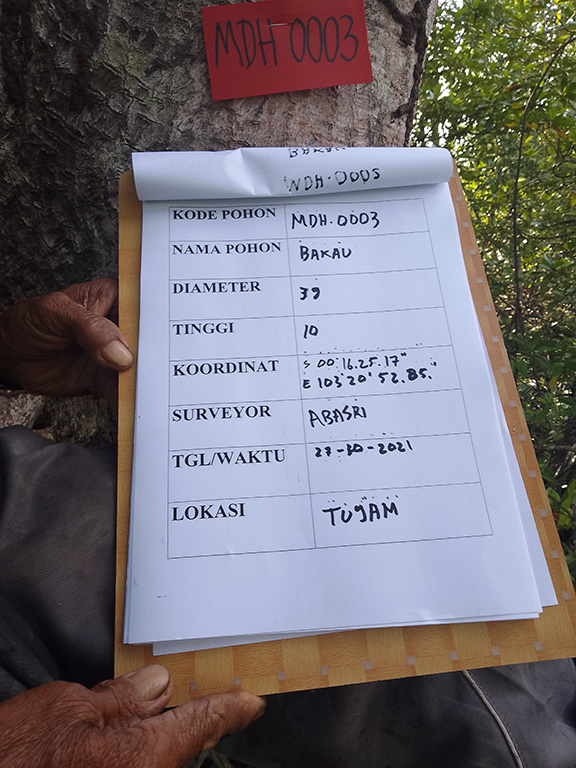 MDH 0003
BAKAU
WDH.0005
KODE POHON MDH.0003
NAMA POHON BAKAU
DIAMETER 39
TINGGI 10
KOORDINAT S 00°16.25.17"
E 103°20'52.85."
SURVEYOR ABASRI
TGL/WAKTU 27-10-2021
LOKASI TUJAM